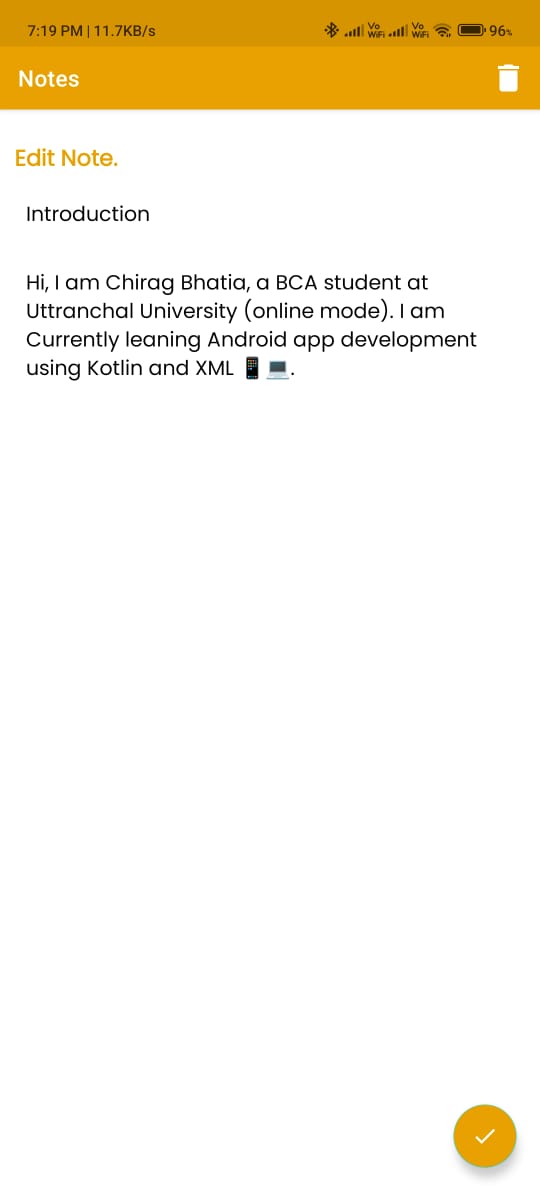 7:19 PM | 11.7KB/s Vo WiFi Vo WiFi 96%
Notes
Edit Note.
Introduction
Hi, I am Chirag Bhatia, a BCA student at
Uttranchal University (online mode). I am
Currently leaning Android app development
using Kotlin and XML 📱💻.